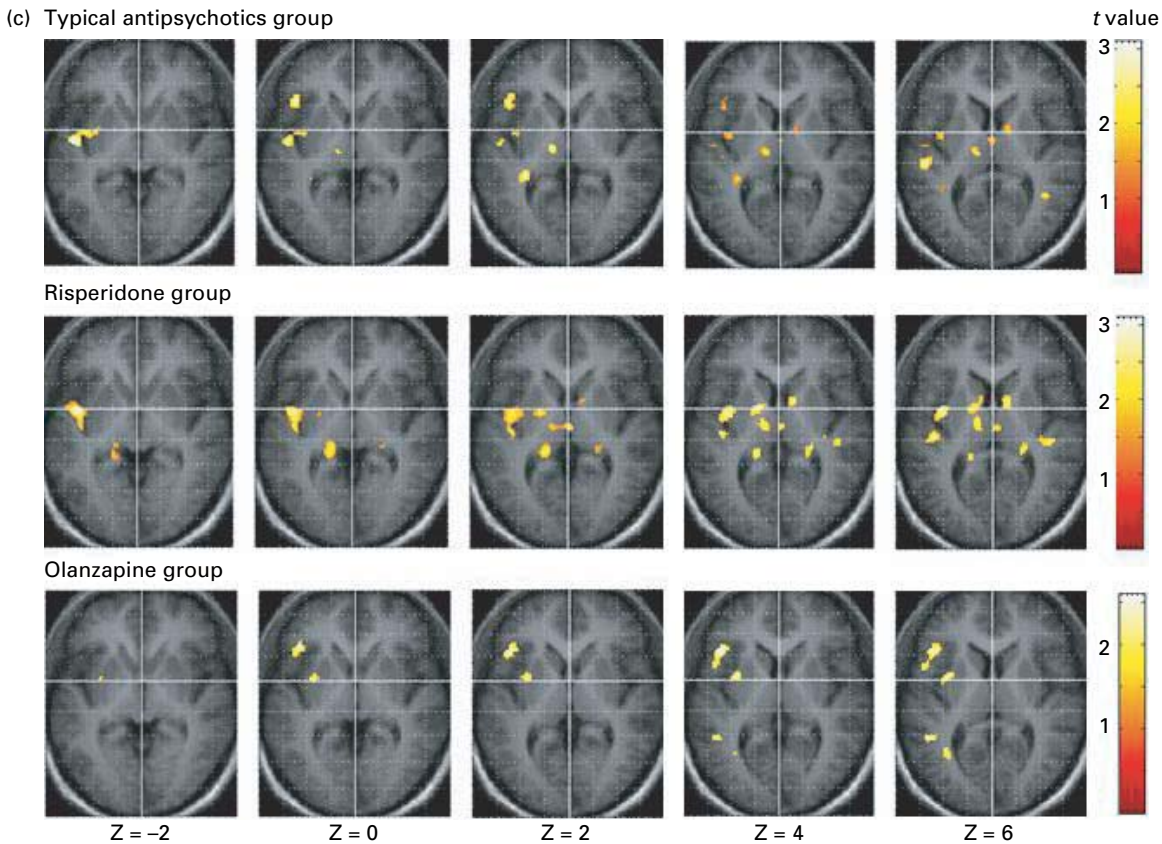 (c) Typical antipsychotics group
t value
3
2
1
Risperidone group
3
2
1
Olanzapine group
2
1
Z = –2 Z = 0 Z = 2 Z = 4 Z = 6